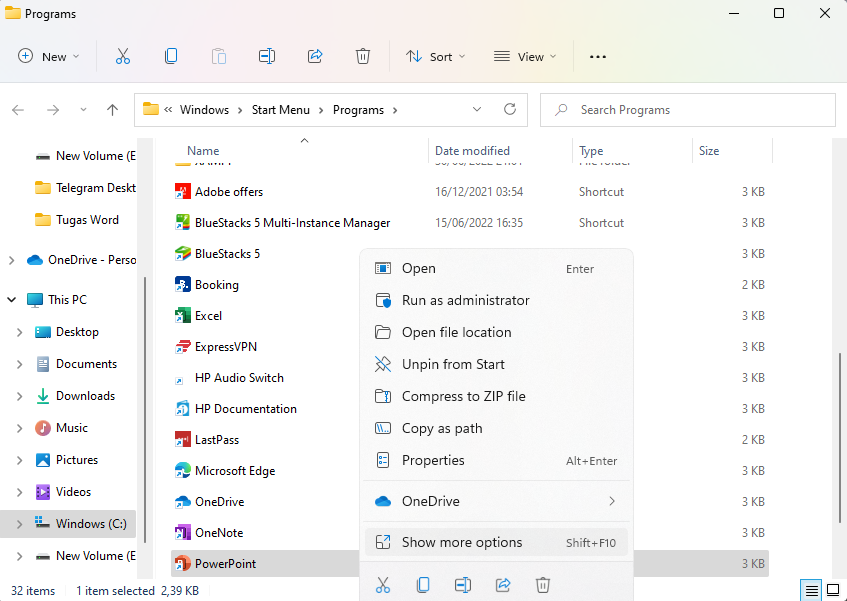 Programs
New
Sort
View
« Windows > Start Menu > Programs >
Search Programs
Name
Date modified
Type
Size
New Volume (E
Telegram Deskt
Tugas Word
OneDrive - Perso
This PC
Desktop
Documents
Downloads
Music
Pictures
Videos
Windows (C:)
New Volume (E
Adobe offers 16/12/2021 03:54 Shortcut 3 KB
BlueStacks 5 Multi-Instance Manager 15/06/2022 16:35 Shortcut 3 KB
BlueStacks 5 3 KB
Booking 2 KB
Excel 3 KB
ExpressVPN 3 KB
HP Audio Switch 3 KB
HP Documentation 3 KB
LastPass 2 KB
Microsoft Edge 3 KB
OneDrive 3 KB
OneNote 3 KB
PowerPoint 3 KB
Open Enter
Run as administrator
Open file location
Unpin from Start
Compress to ZIP file
Copy as path
Properties Alt+Enter
OneDrive
Show more options Shift+F10
32 items
1 item selected 2,39 KB